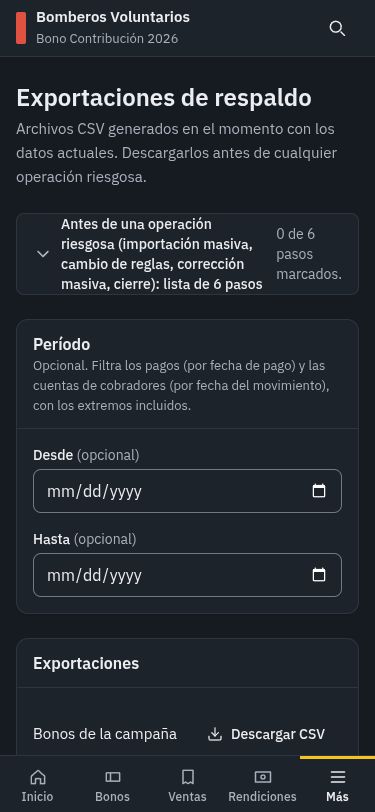 Bomberos Voluntarios
Bono Contribución 2026
Exportaciones de respaldo
Archivos CSV generados en el momento con los
datos actuales. Descargarlos antes de cualquier
operación riesgosa.
Antes de una operación
riesgosa (importación masiva,
cambio de reglas, corrección
masiva, cierre): lista de 6 pasos
0 de 6
pasos
marcados.
Período
Opcional. Filtra los pagos (por fecha de pago) y las
cuentas de cobradores (por fecha del movimiento),
con los extremos incluidos.
Desde (opcional)
mm/dd/yyyy
Hasta (opcional)
mm/dd/yyyy
Exportaciones
Bonos de la campaña
Descargar CSV
Inicio
Bonos
Ventas
Rendiciones
Más